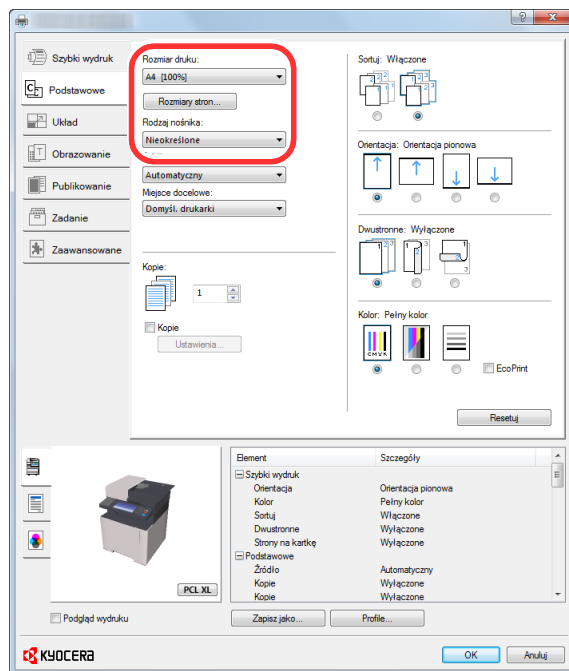 Szybki wydruk
Podstawowe
Układ
Obrazowanie
Publikowanie
Zadanie
Zaawansowane
Rozmiar druku:
A4 [100%]
Rozmiary stron...
Rodzaj nośnika:
Nieokreślone
Automatyczny
Miejsce docelowe:
Domyśl. drukarki
Kopie:
1
Kopie
Ustawienia...
Sortuj: Włączone
Orientacja: Orientacja pionowa
Dwustronne: Wyłączone
Kolor: Pełny kolor
CMYK
EcoPrint
Resetuj
PCL XL
Element Szczegóły
Szybki wydruk
Orientacja Orientacja pionowa
Kolor Pełny kolor
Sortuj Włączone
Dwustronne Wyłączone
Strony na kartkę Wyłączone
Podstawowe
Źródło Automatyczny
Kopie Wyłączone
Kopie Wyłączone
Podgląd wydruku
Zapisz jako...
Profile...
KYOCERA
OK
Anuluj